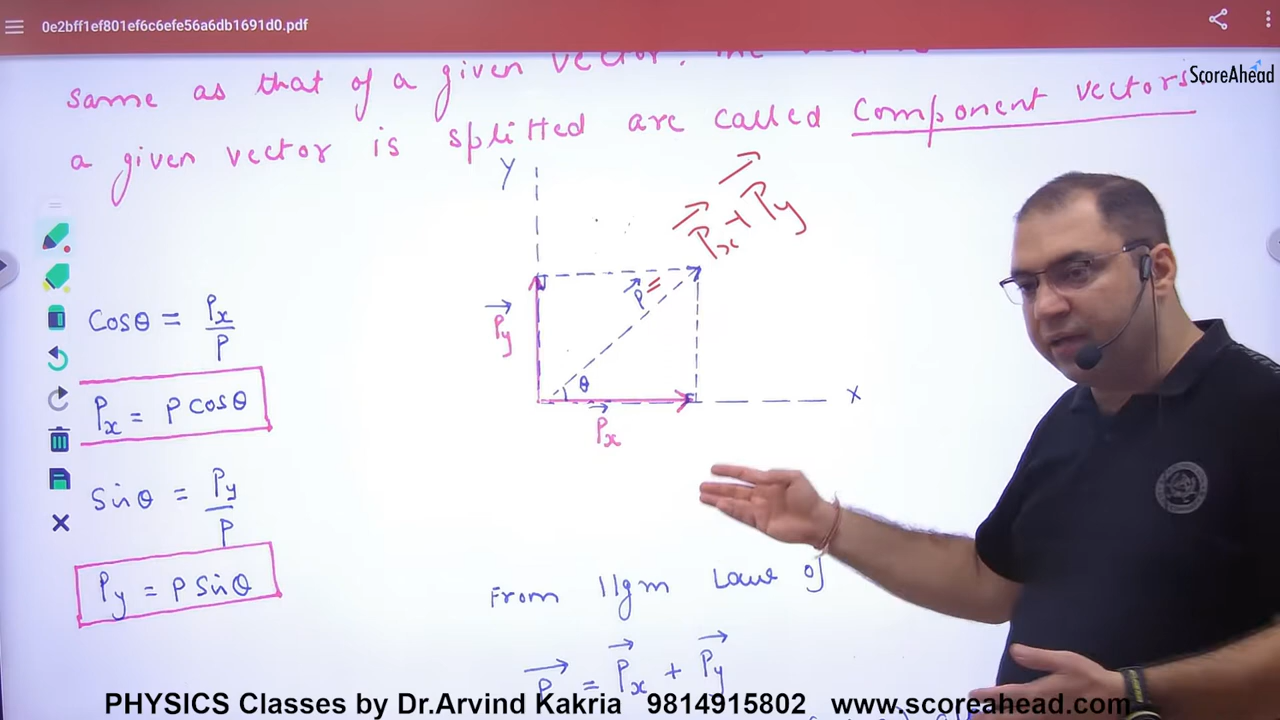 0e2bff1ef801ef6c6efe56a6db1691d0.pdf
ScoreAhead
same as that of a given vector.
a given vector is splitted are called Component vectors
Y
Px + Py
P =
Py
θ
Px
X
Cosθ = Px/P
Px = P cosθ
Sinθ = Py/P
Py = P Sinθ
From 11gm Law of
P = Px + Py
PHYSICS Classes by Dr.Arvind Kakria 9814915802 www.scoreahead.com